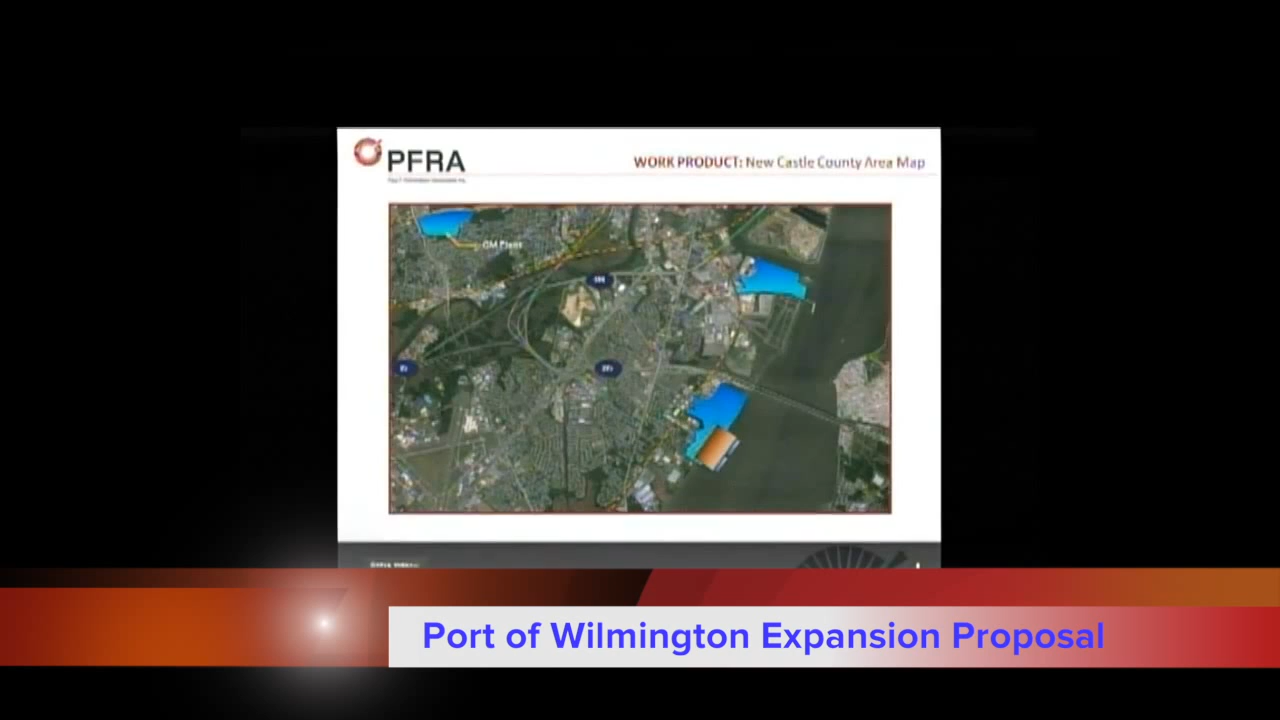 PFRA
WORK PRODUCT: New Castle County Area Map
GM Plant
Port of Wilmington Expansion Proposal